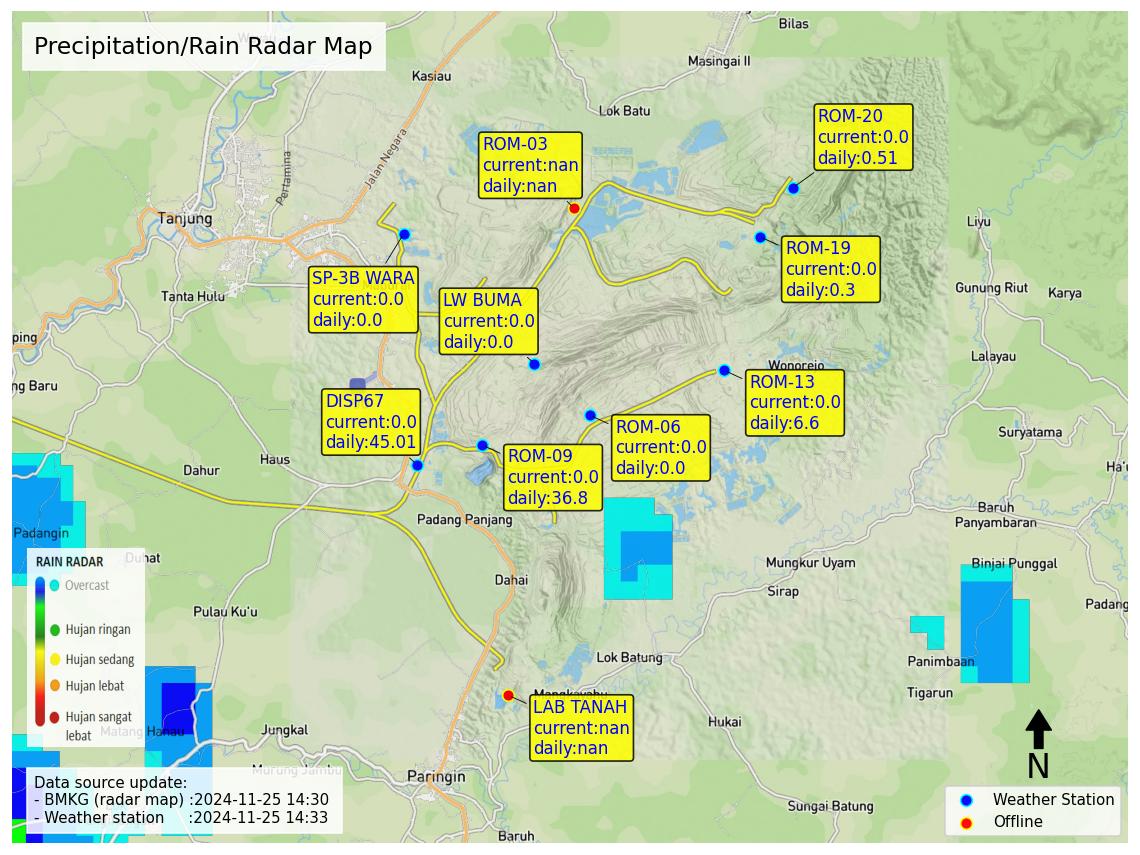 Precipitation/Rain Radar Map
Bilas
Masingai II
Kasiau
Lok Batu
Jalan Negara
Pertamina
Tanjung
Tanta Hulu
ping
ng Baru
ROM-03
current:nan
daily:nan
ROM-20
current:0.0
daily:0.51
ROM-19
current:0.0
daily:0.3
SP-3B WARA
current:0.0
daily:0.0
LW BUMA
current:0.0
daily:0.0
Liyu
Gunung Riut
Karya
Lalayau
Wonorejo
ROM-13
current:0.0
daily:6.6
DISP67
current:0.0
daily:45.01
ROM-06
current:0.0
daily:0.0
ROM-09
current:0.0
daily:36.8
Suryatama
Ha'u
Haus
Dahur
Padang Panjang
Baruh
Panyambaran
Padangin
Duhat
Dahai
Mungkur Uyam
Sirap
Binjai Punggal
Padang
Pulau Ku'u
RAIN RADAR
Overcast
Hujan ringan
Hujan sedang
Hujan lebat
Hujan sangat
lebat
Lok Batung
Panimbaan
Tigarun
Mangkayahu
LAB TANAH
current:nan
daily:nan
Matang Hanau
Jungkal
Hukai
Murung Jambu
Paringin
Sungai Batung
Baruh
Data source update:
- BMKG (radar map) :2024-11-25 14:30
- Weather station :2024-11-25 14:33
N
Weather Station
Offline